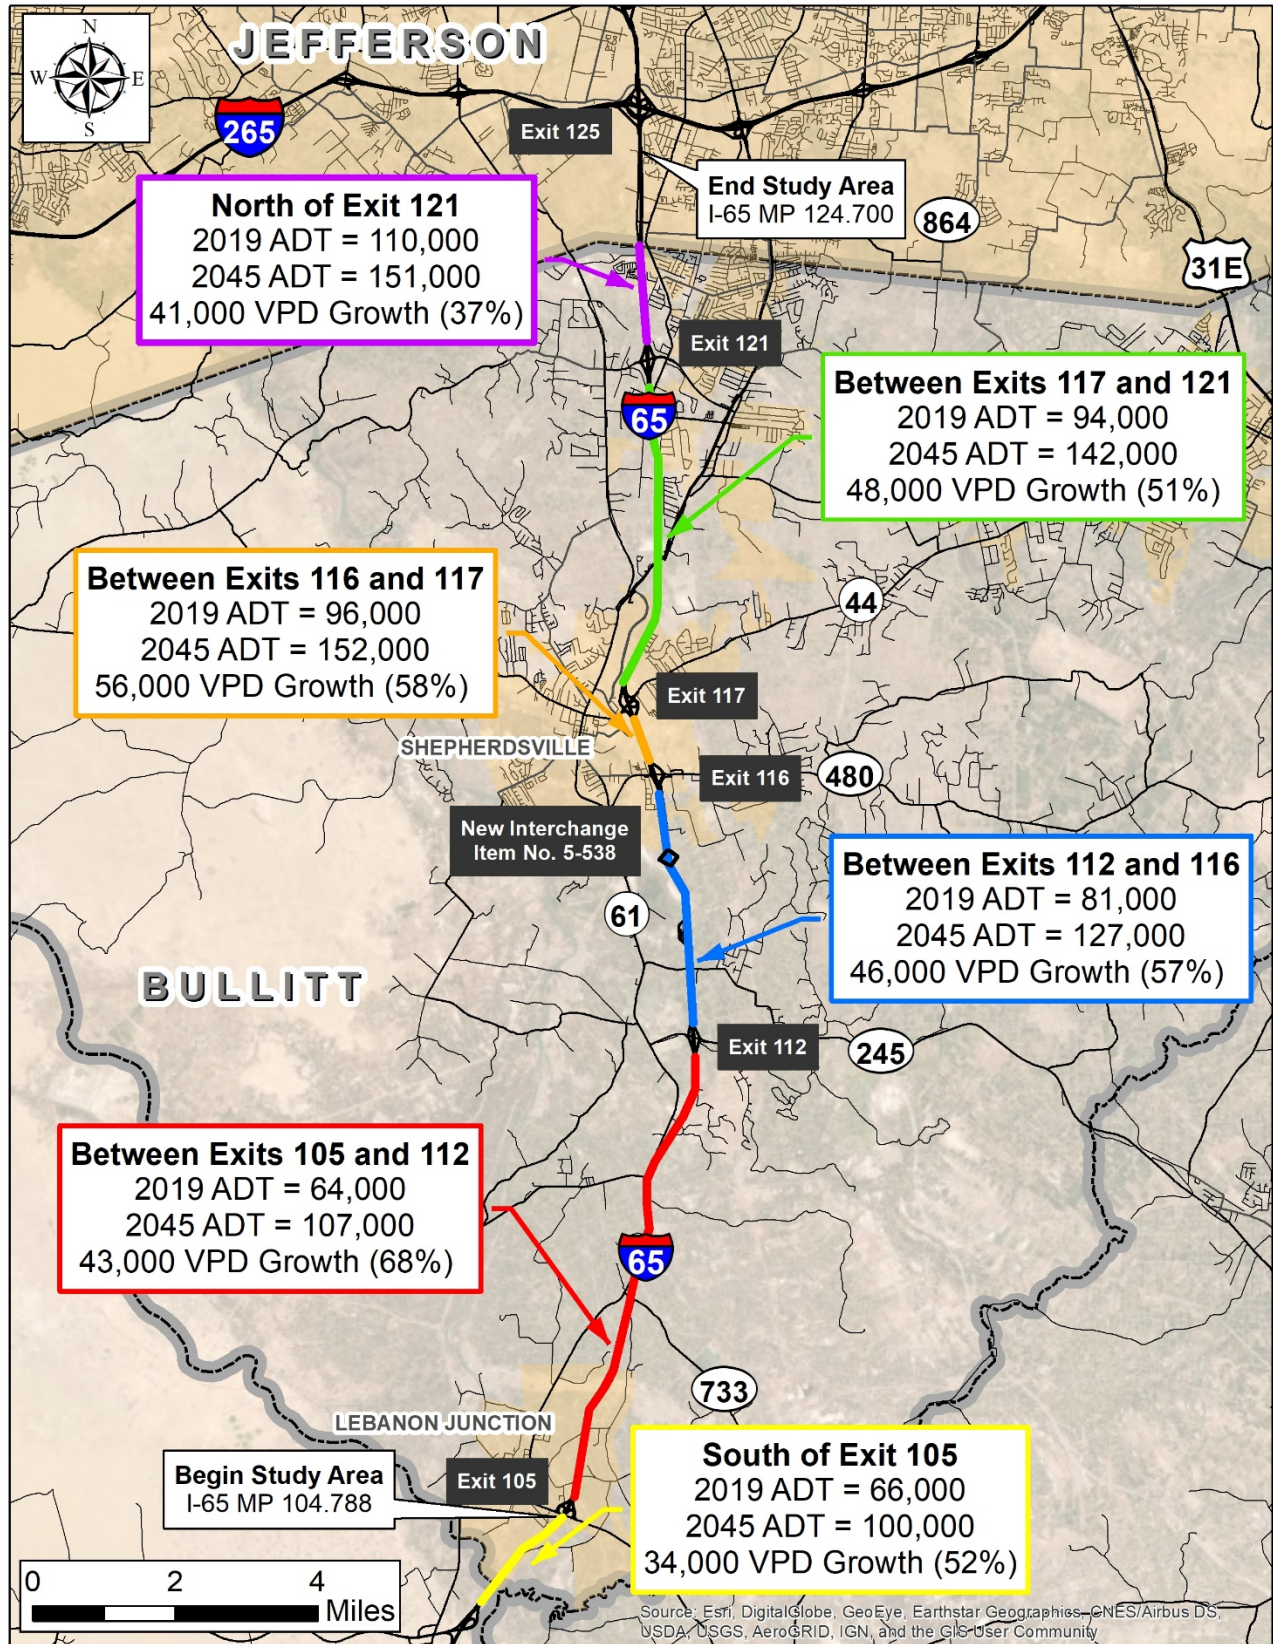 N
W
E
S
JEFFERSON
265
Exit 125
End Study Area
I-65 MP 124.700
864
31E
North of Exit 121
2019 ADT = 110,000
2045 ADT = 151,000
41,000 VPD Growth (37%)
Exit 121
65
Between Exits 117 and 121
2019 ADT = 94,000
2045 ADT = 142,000
48,000 VPD Growth (51%)
44
Between Exits 116 and 117
2019 ADT = 96,000
2045 ADT = 152,000
56,000 VPD Growth (58%)
Exit 117
SHEPHERDSVILLE
Exit 116
480
New Interchange
Item No. 5-538
61
Between Exits 112 and 116
2019 ADT = 81,000
2045 ADT = 127,000
46,000 VPD Growth (57%)
BULLITT
Exit 112
245
Between Exits 105 and 112
2019 ADT = 64,000
2045 ADT = 107,000
43,000 VPD Growth (68%)
65
733
LEBANON JUNCTION
Begin Study Area
I-65 MP 104.788
Exit 105
South of Exit 105
2019 ADT = 66,000
2045 ADT = 100,000
34,000 VPD Growth (52%)
0 2 4
Miles
Source: Esri, DigitalGlobe, GeoEye, Earthstar Geographics, CNES/Airbus DS,
USDA, USGS, AeroGRID, IGN, and the GIS User Community